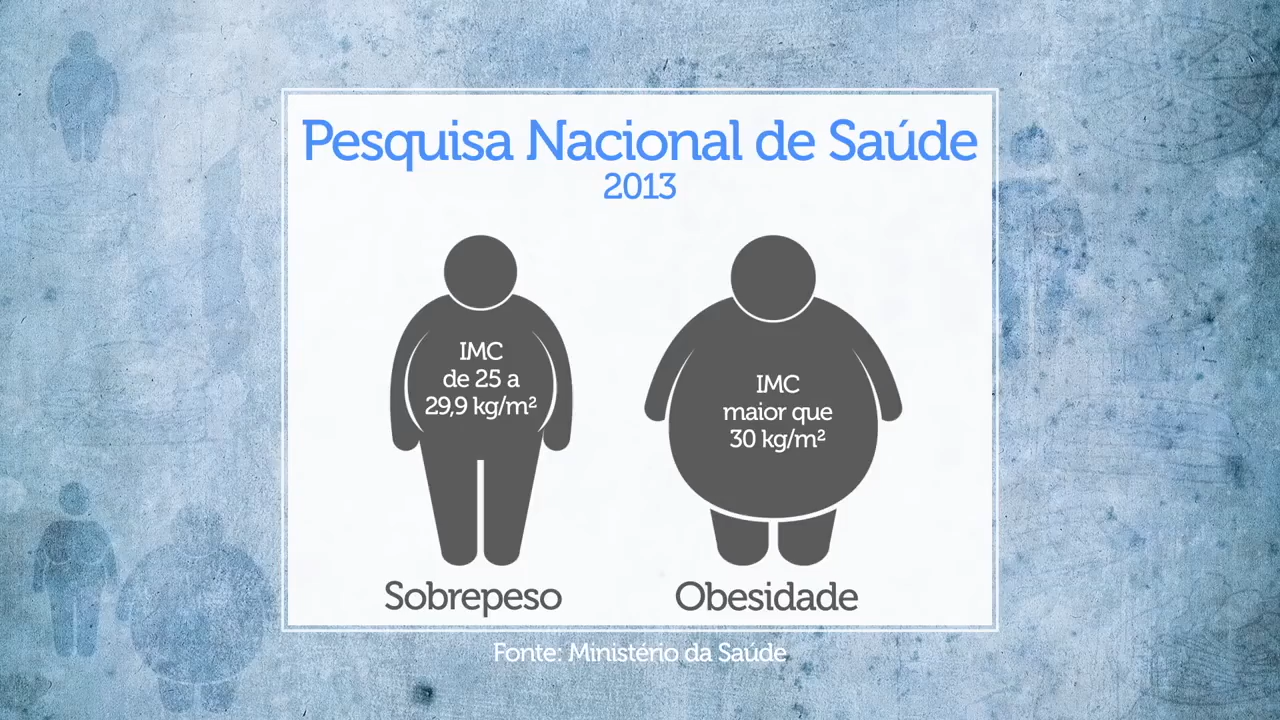 Pesquisa Nacional de Saúde
2013
IMC
de 25 a
29,9 kg/m²
IMC
maior que
30 kg/m²
Sobrepeso
Obesidade
Fonte: Ministério da Saúde